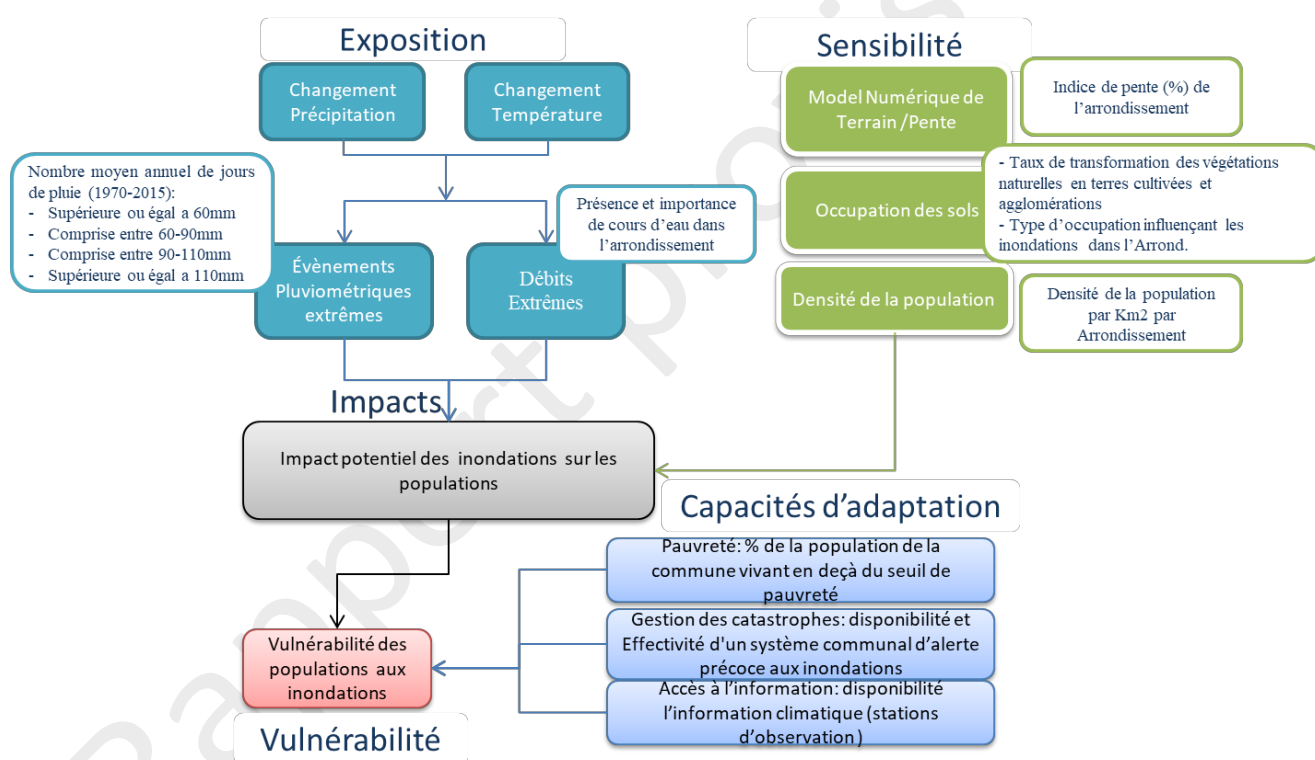 Exposition
Changement
Précipitation
Changement
Température
Nombre moyen annuel de jours
de pluie (1970-2015):
- Supérieure ou égal a 60mm
- Comprise entre 60-90mm
- Comprise entre 90-110mm
- Supérieure ou égal a 110mm
Présence et importance
de cours d'eau dans
l'arrondissement
Évènements
Pluviométriques
extrêmes
Débits
Extrêmes
Sensibilité
Model Numérique de
Terrain /Pente
Indice de pente (%) de
l'arrondissement
Occupation des sols
- Taux de transformation des végétations
naturelles en terres cultivées et
agglomérations
- Type d'occupation influençant les
inondations dans l'Arrond.
Densité de la population
Densité de la population
par Km2 par
Arrondissement
Impacts
Impact potentiel des inondations sur les
populations
Capacités d'adaptation
Pauvreté: % de la population de la
commune vivant en deçà du seuil de
pauvreté
Gestion des catastrophes: disponibilité et
Effectivité d'un système communal d'alerte
précoce aux inondations
Accès à l'information: disponibilité
l'information climatique (stations
d'observation)
Vulnérabilité des
populations aux
inondations
Vulnérabilité
Rapport